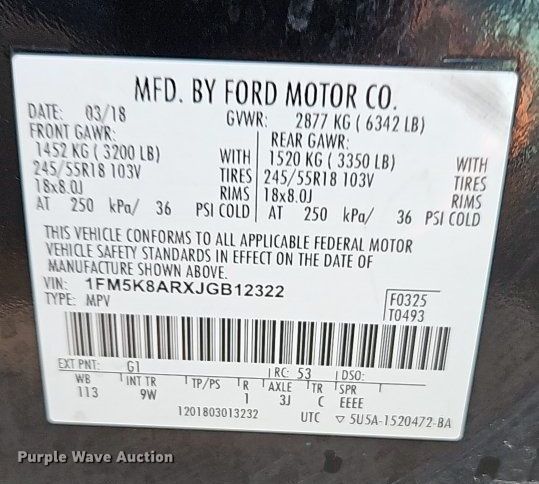 MFD. BY FORD MOTOR CO.
DATE: 03/18 GVWR: 2877 KG ( 6342 LB)
FRONT GAWR: REAR GAWR:
1452 KG ( 3200 LB) WITH 1520 KG ( 3350 LB) WITH
245/55R18 103V TIRES 245/55R18 103V TIRES
18x8.0J RIMS 18x8.0J RIMS
AT 250 kPa/ 36 PSI COLD AT 250 kPa/ 36 PSI COLD
THIS VEHICLE CONFORMS TO ALL APPLICABLE FEDERAL MOTOR
VEHICLE SAFETY STANDARDS IN EFFECT ON THE DATE OF
MANUFACTURE SHOWN ABOVE.
VIN: 1FM5K8ARXJGB12322
TYPE: MPV
F0325
T0493
EXT PNT: G1 RC: 53 DSO:
WB INT TR TP/PS R AXLE TR SPR
113 9W 1 3J C EEEE
1201803013232 UTC ▽ 5U5A-1520472-BA
Purple Wave Auction